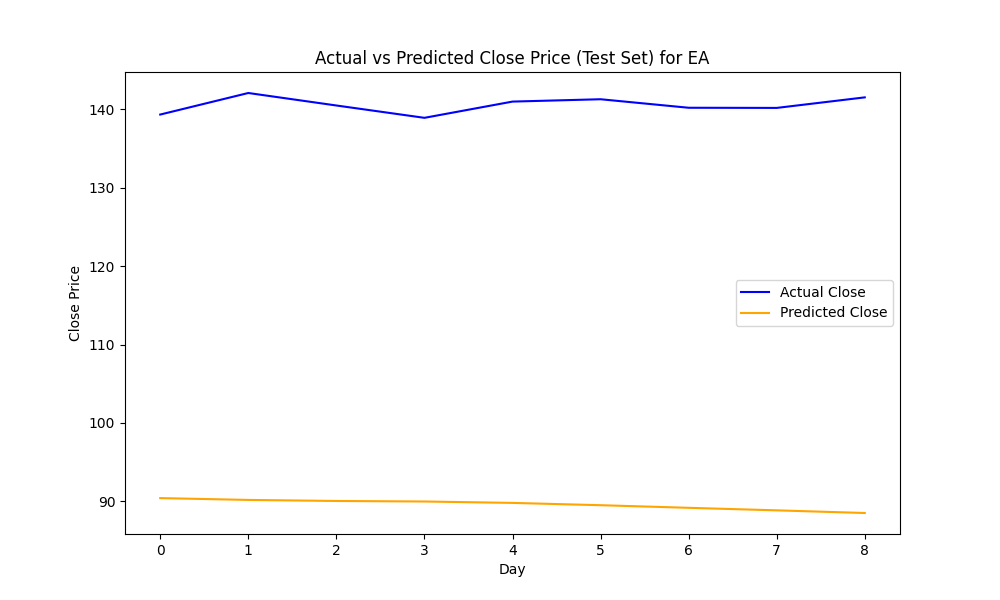 Actual vs Predicted Close Price (Test Set) for EA
Close Price
140
130
120
110
100
90
Actual Close
Predicted Close
0 1 2 3 4 5 6 7 8
Day